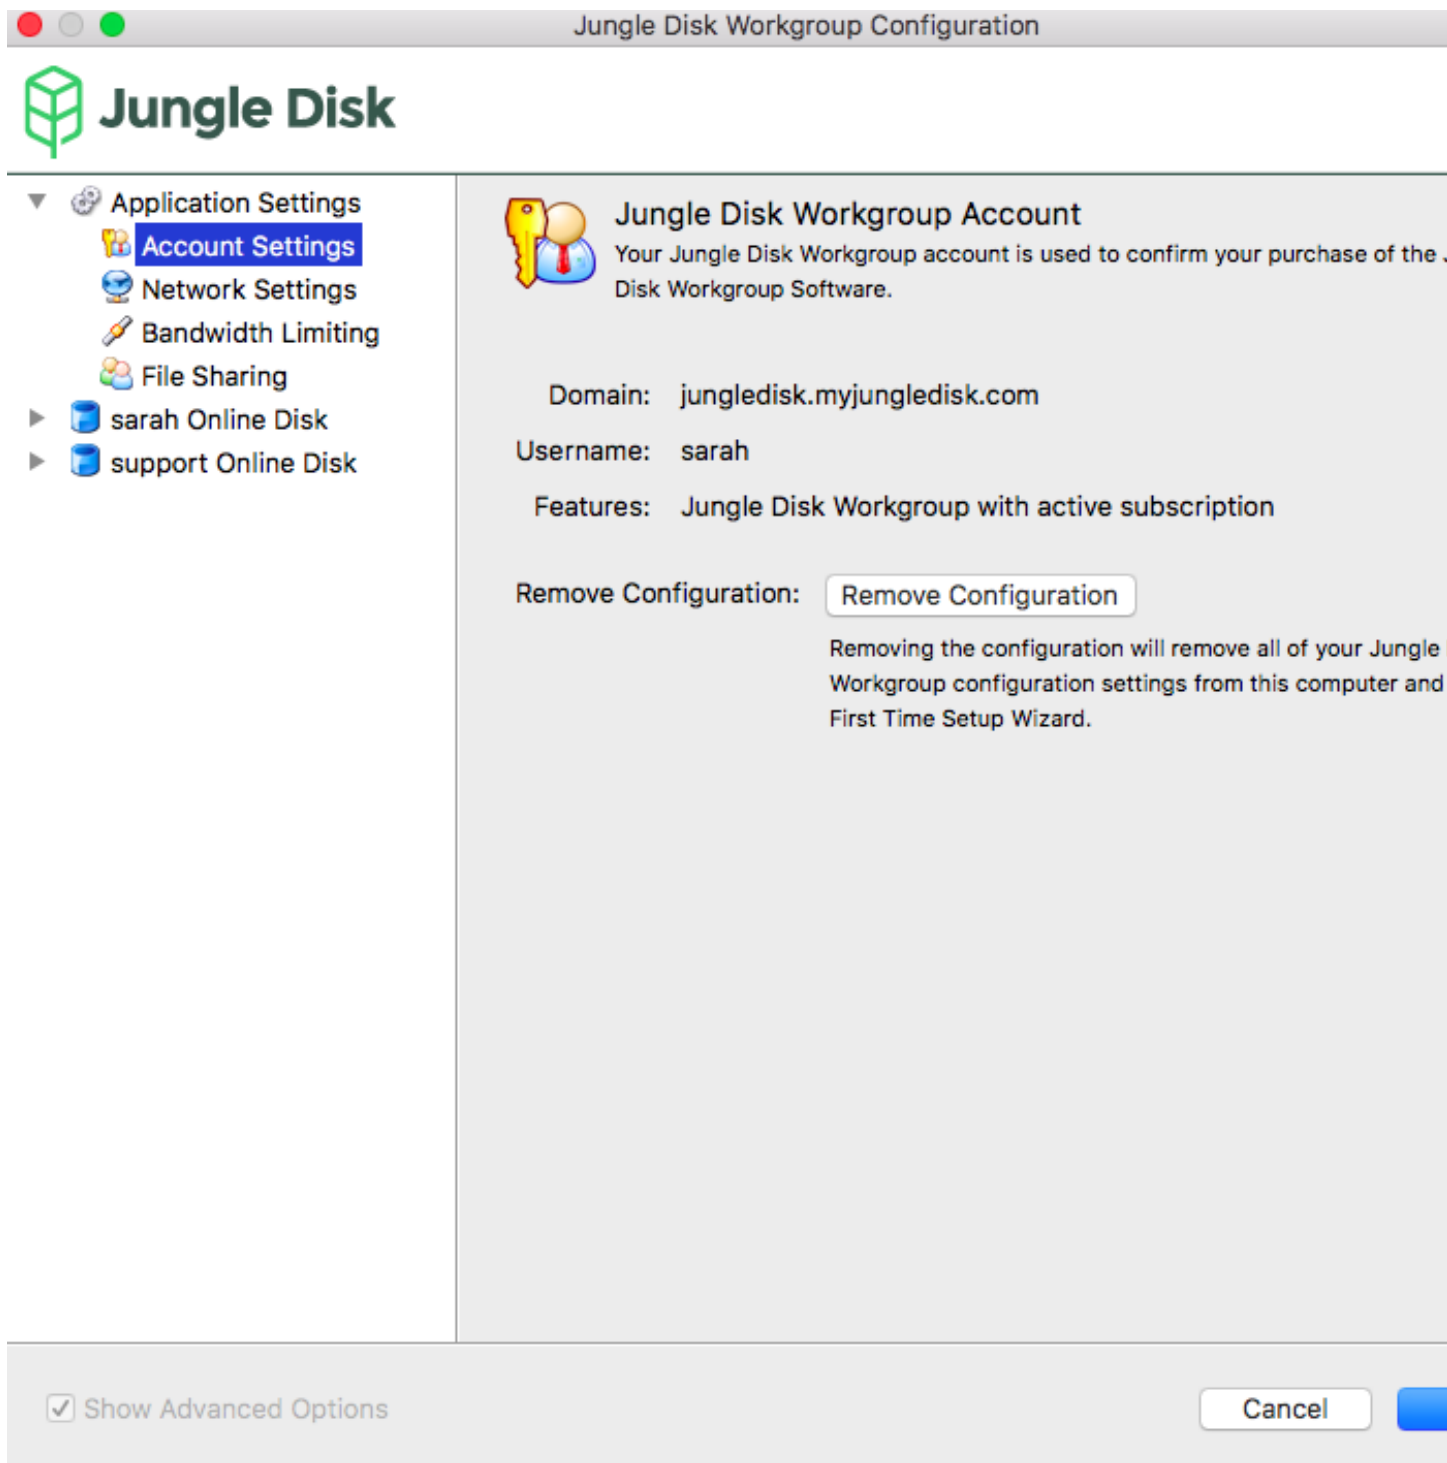 Jungle Disk Workgroup Configuration
Jungle Disk
Application Settings
Account Settings
Network Settings
Bandwidth Limiting
File Sharing
sarah Online Disk
support Online Disk
Jungle Disk Workgroup Account
Your Jungle Disk Workgroup account is used to confirm your purchase of the
Disk Workgroup Software.
Domain: jungledisk.myjungledisk.com
Username: sarah
Features: Jungle Disk Workgroup with active subscription
Remove Configuration: Remove Configuration
Removing the configuration will remove all of your Jungle
Workgroup configuration settings from this computer and
First Time Setup Wizard.
Show Advanced Options
Cancel